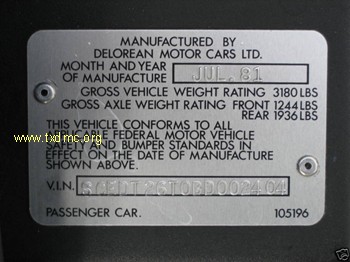 MANUFACTURED BY
DELOREAN MOTOR CARS LTD.
MONTH AND YEAR
OF MANUFACTURE JUL. 81
GROSS VEHICLE WEIGHT RATING 3180 LBS
GROSS AXLE WEIGHT RATING FRONT 1244 LBS
REAR 1936 LBS
THIS VEHICLE CONFORMS TO ALL
FEDERAL MOTOR VEHICLE
www.txdmc.org
SAFETY AND BUMPER STANDARDS IN
EFFECT ON THE DATE OF MANUFACTURE
SHOWN ABOVE.
V.I.N.
PASSENGER CAR. 105196